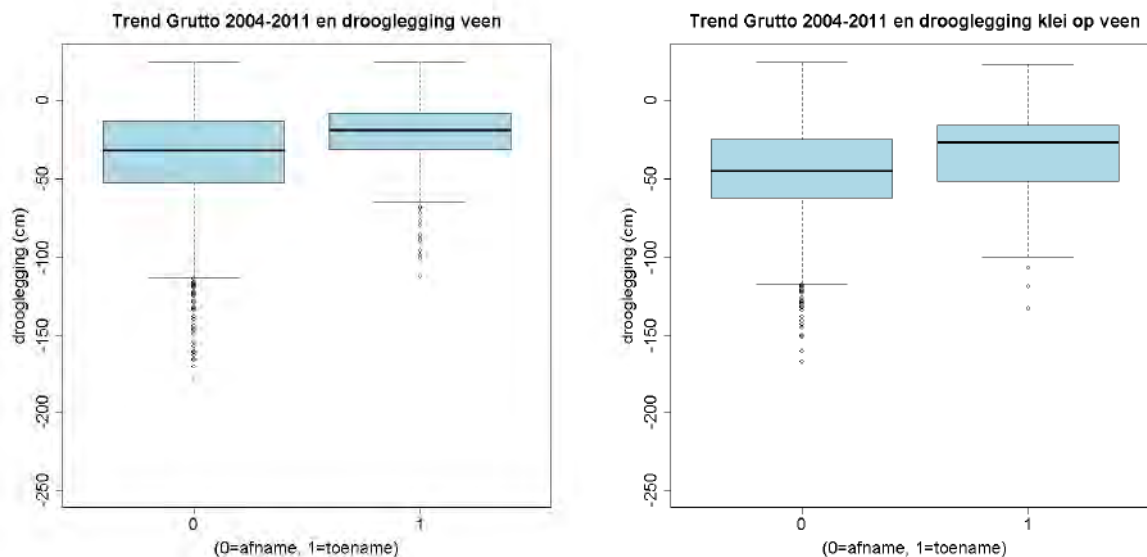 Trend Grutto 2004-2011 en drooglegging veen
drooglegging (cm)
0
-50
-100
-150
-200
-250
0
1
(0=afname, 1=toename)
Trend Grutto 2004-2011 en drooglegging klei op veen
drooglegging (cm)
0
-50
-100
-150
-200
-250
0
1
(0=afname, 1=toename)